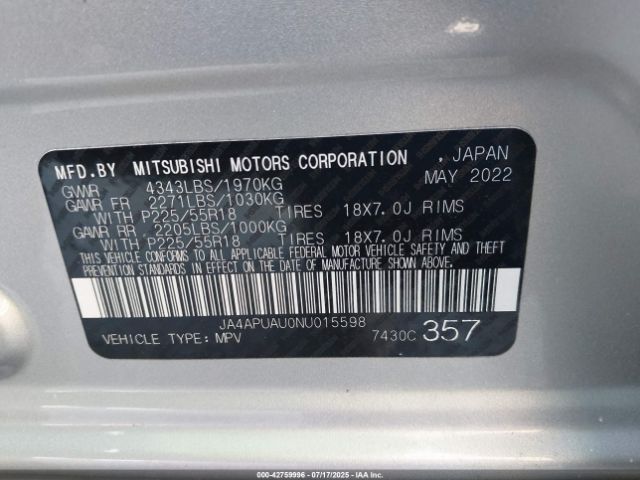 MFD.BY MITSUBISHI MOTORS CORPORATION , JAPAN
GVWR 4343LBS/1970KG MAY 2022
GAWR FR 2271LBS/1030KG
WITH P225/55R18 TIRES 18X7.0J RIMS
GAWR RR 2205LBS/1000KG
WITH P225/55R18 TIRES 18X7.0J RIMS
THIS VEHICLE CONFORMS TO ALL APPLICABLE FEDERAL MOTOR VEHICLE SAFETY AND THEFT
PREVENTION STANDARDS IN EFFECT ON THE DATE OF MANUFACTURE SHOWN ABOVE.
JA4APUAU0NU015598
VEHICLE TYPE: MPV 7430C 357
000-42759996 - 07/17/2025 - IAA, Inc.